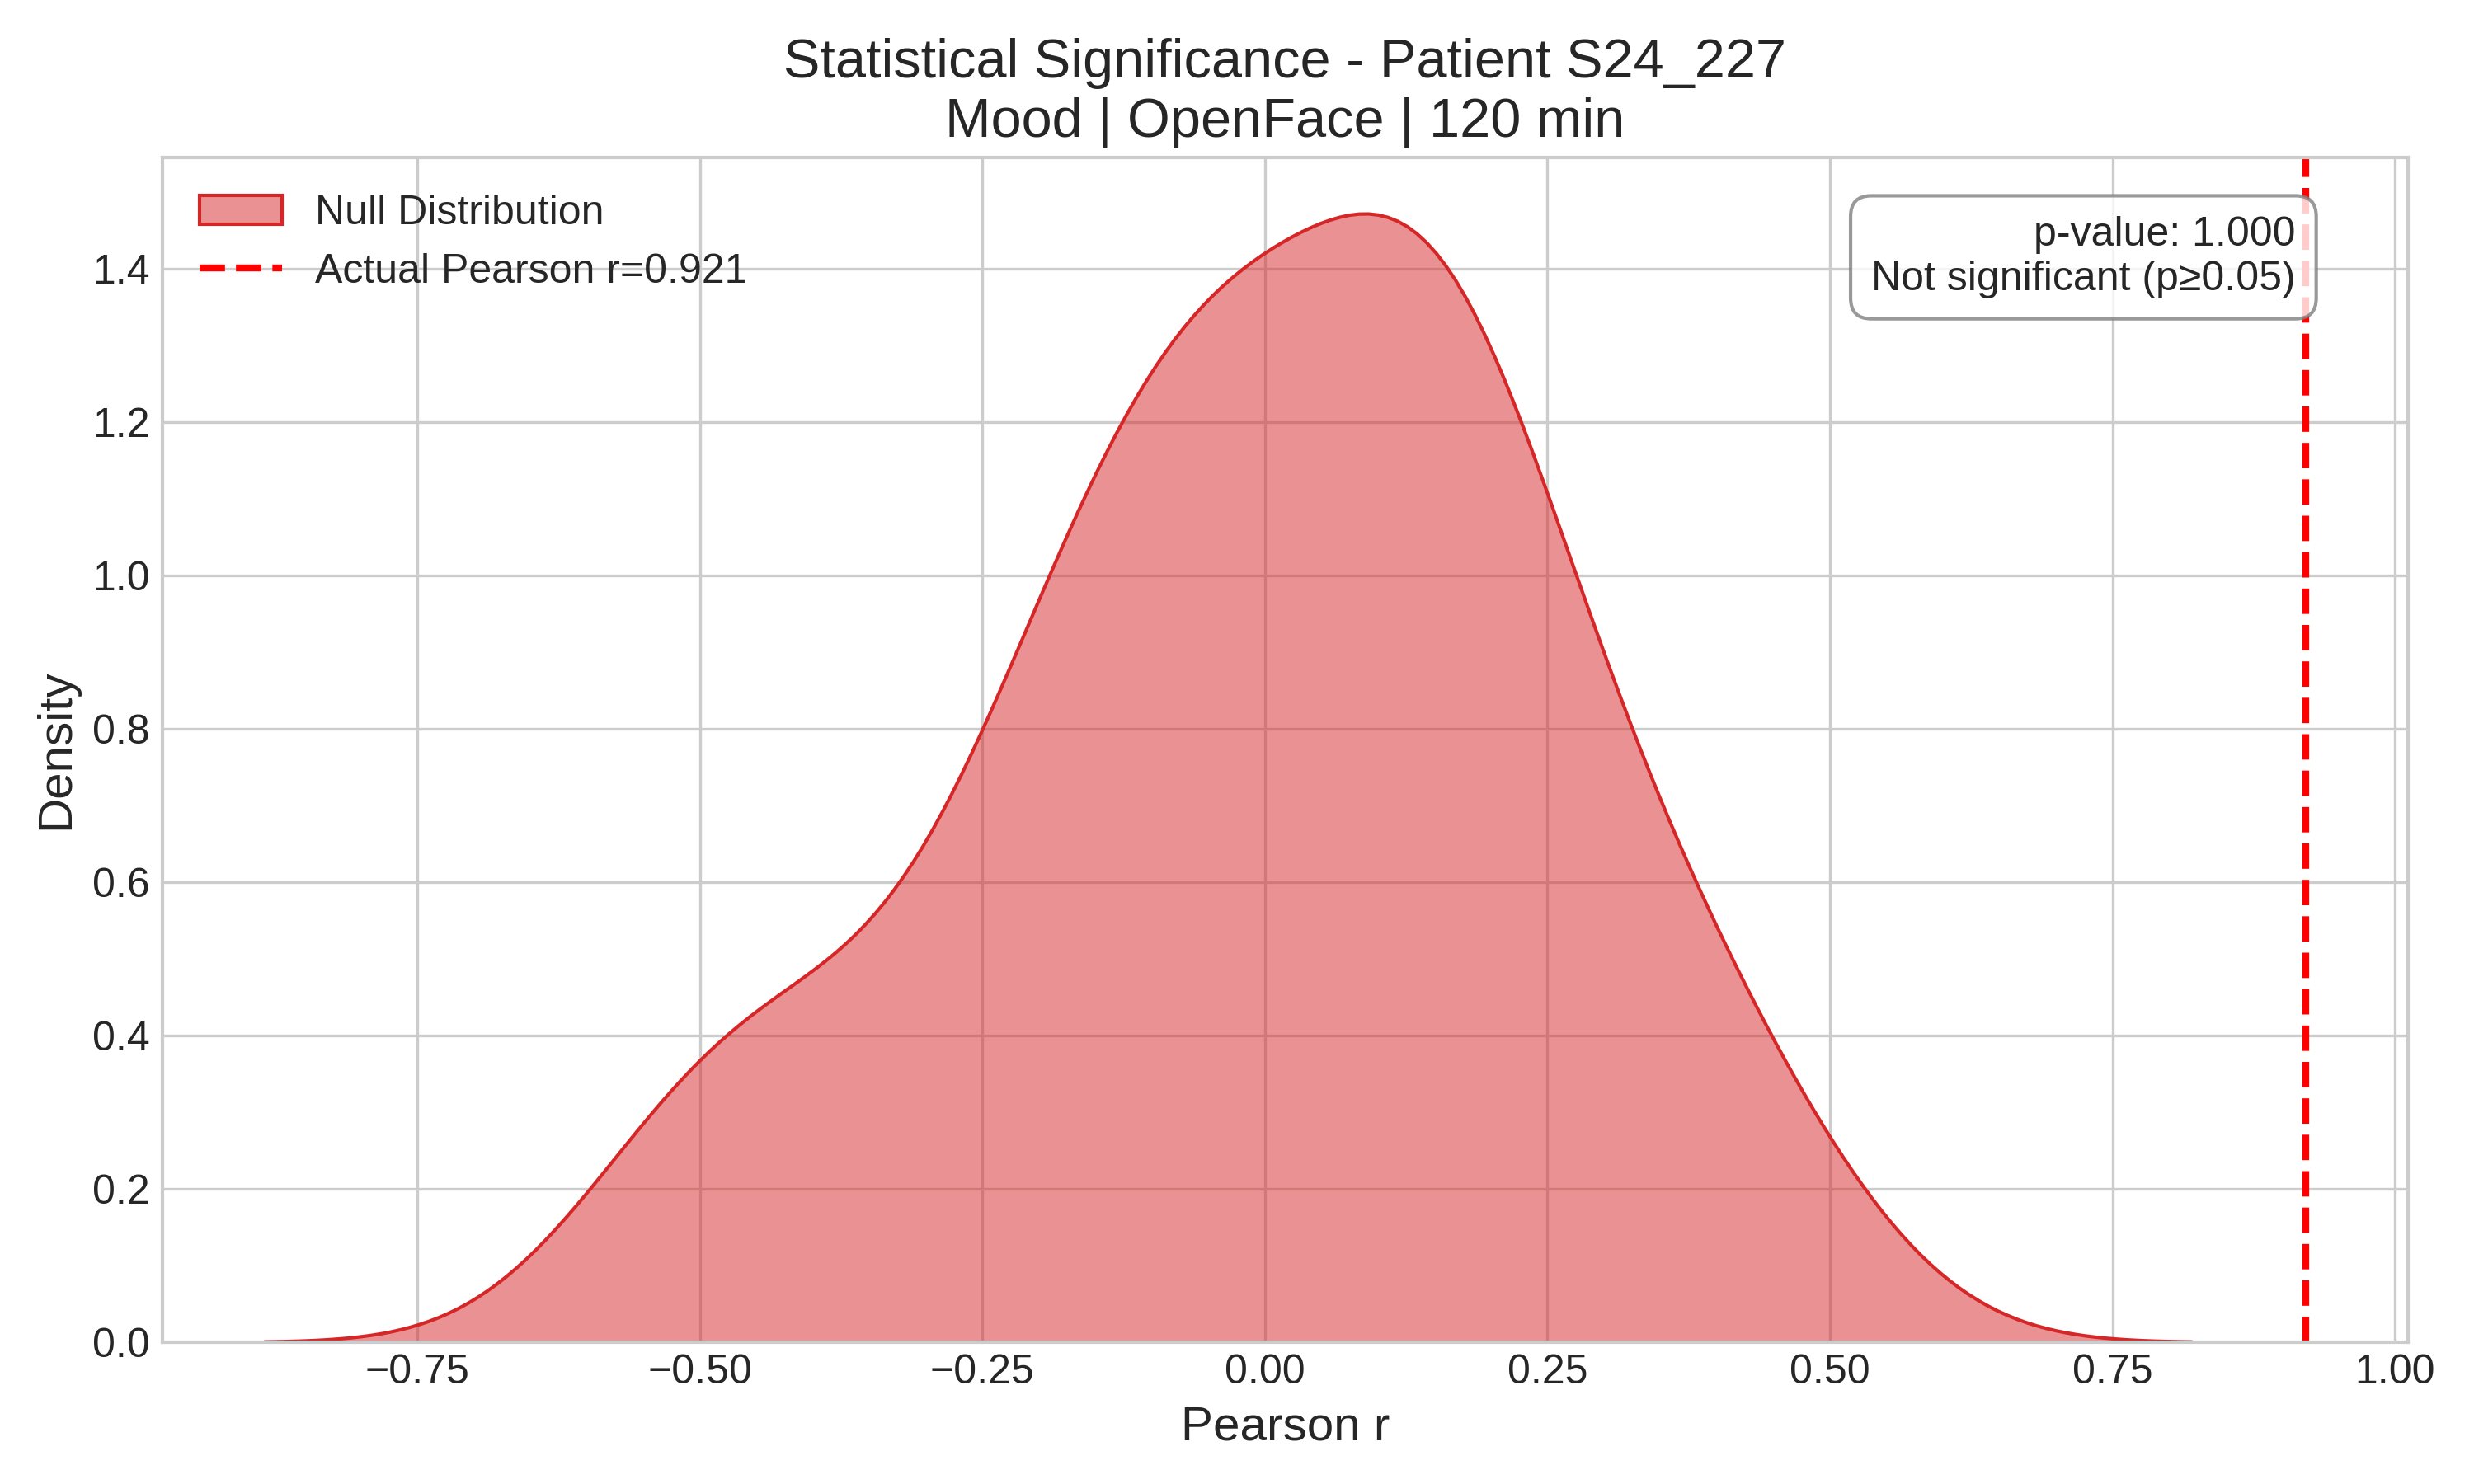 Statistical Significance - Patient S24_227
Mood | OpenFace | 120 min
Null Distribution
Actual Pearson r=0.921
p-value: 1.000
Not significant (p≥0.05)
Density
1.4
1.2
1.0
0.8
0.6
0.4
0.2
0.0
−0.75 −0.50 −0.25 0.00 0.25 0.50 0.75 1.00
Pearson r